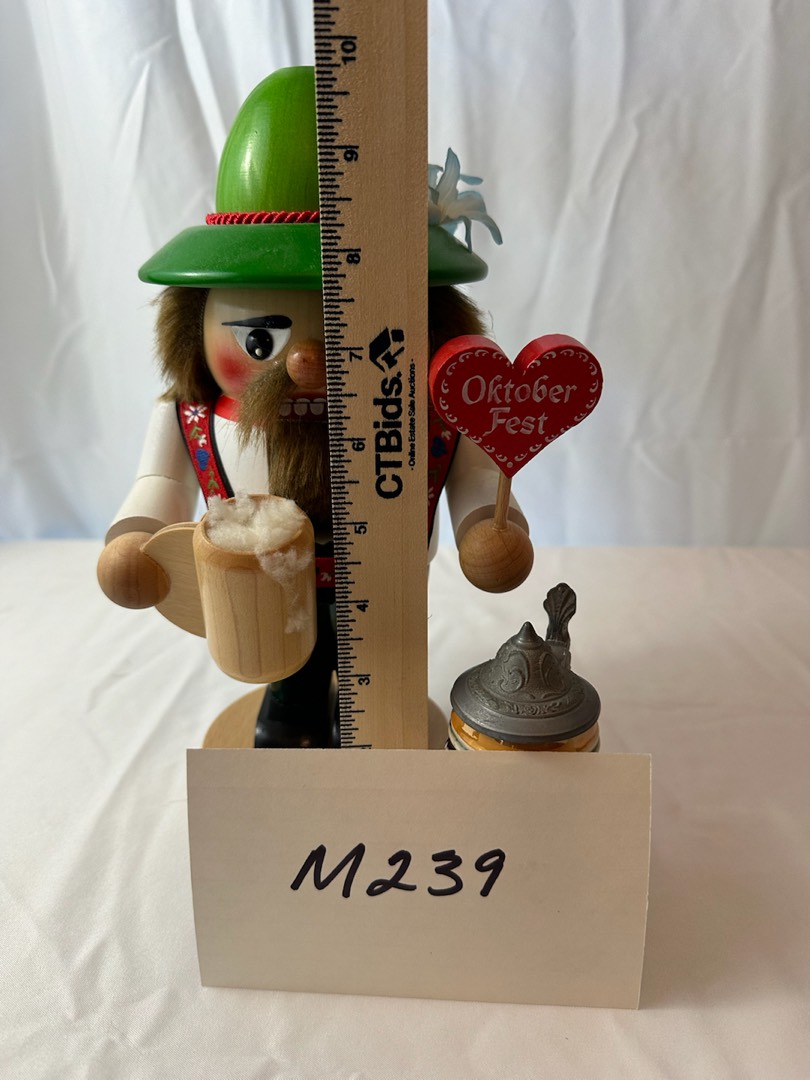 10
9
8
7
6
5
4
3
CTBids.
· Online Estate Sale Auctions ·
Oktober
Fest
M239